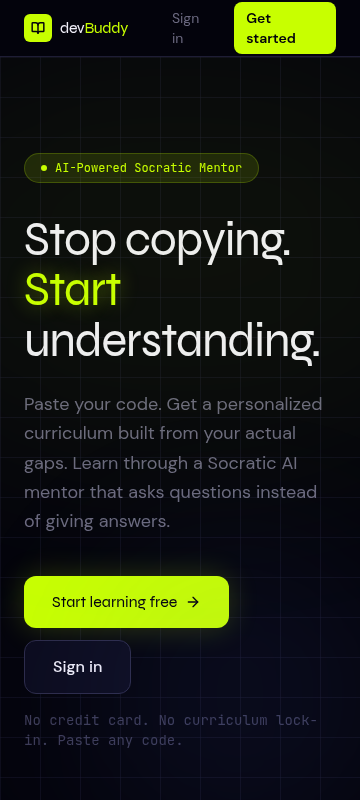 devBuddy
Sign
in
Get
started
AI-Powered Socratic Mentor
Stop copying.
Start
understanding.
Paste your code. Get a personalized
curriculum built from your actual
gaps. Learn through a Socratic AI
mentor that asks questions instead
of giving answers.
Start learning free →
Sign in
No credit card. No curriculum lock-
in. Paste any code.